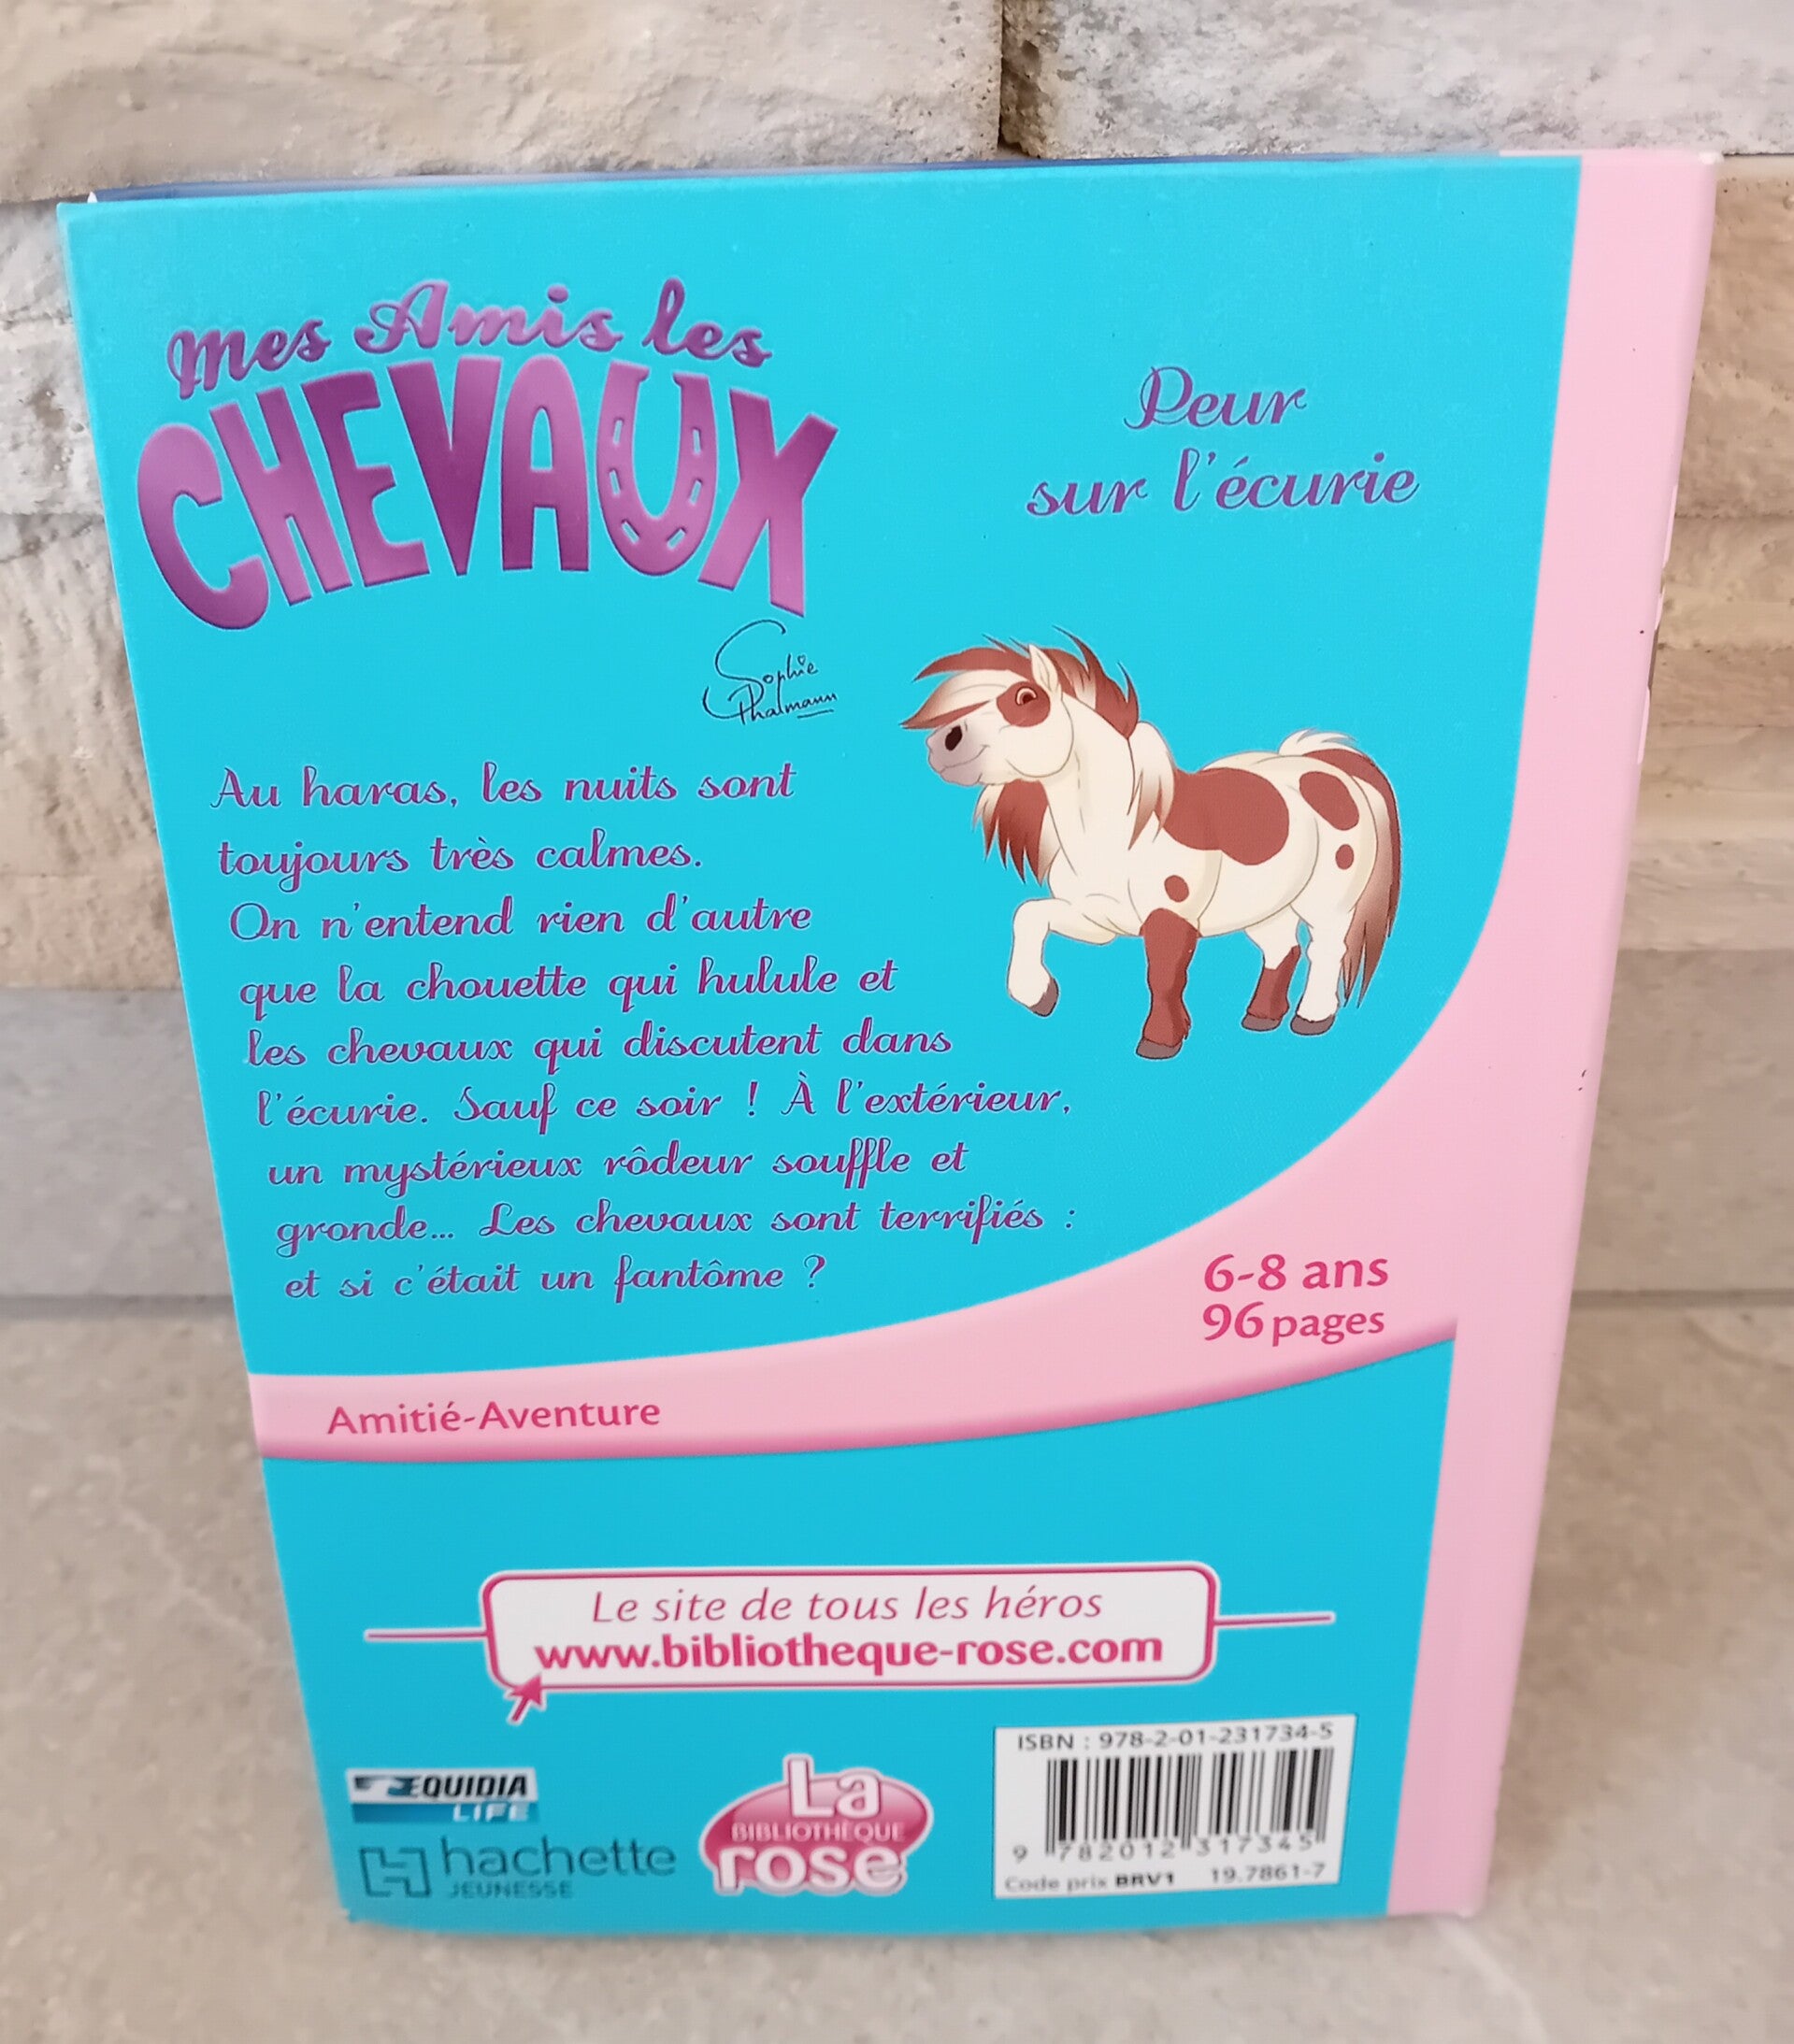 Mes Amis les
CHEVAUX
Sophie
Thalmann
Peur
sur l'écurie
Au haras, les nuits sont
toujours très calmes.
On n'entend rien d'autre
que la chouette qui hulule et
les chevaux qui discutent dans
l'écurie. Sauf ce soir ! À l'extérieur,
un mystérieux rôdeur souffle et
gronde... Les chevaux sont terrifiés :
et si c'était un fantôme ?
6-8 ans
96 pages
Amitié-Aventure
Le site de tous les héros
www.bibliotheque-rose.com
EQUIDIA
LIFE
hachette
JEUNESSE
La
BIBLIOTHÈQUE
rose
ISBN : 978-2-01-231734-5
9 782012 317345
Code prix BRV1 19.7861-7